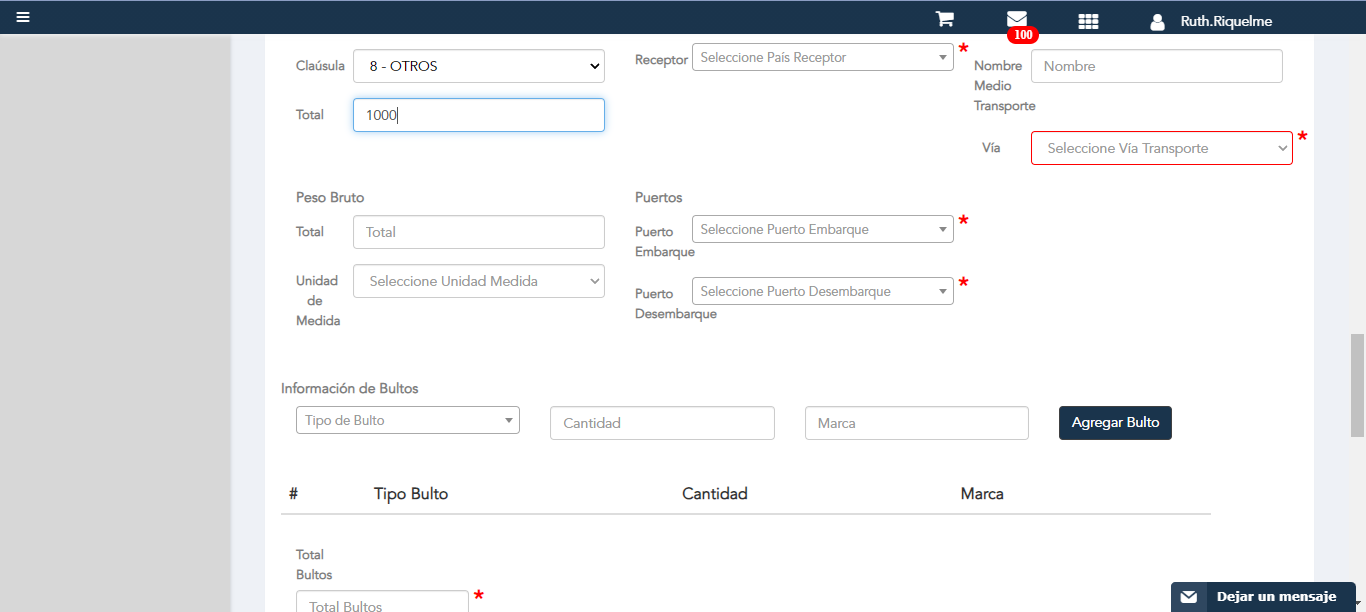 100
Ruth.Riquelme
Claúsula
8 - OTROS
Total
1000
Receptor
Seleccione País Receptor
*
Nombre
Medio
Transporte
Nombre
Vía
Seleccione Vía Transporte
*
Peso Bruto
Total
Total
Unidad
de
Medida
Seleccione Unidad Medida
Puertos
Puerto
Embarque
Seleccione Puerto Embarque
*
Puerto
Desembarque
Seleccione Puerto Desembarque
*
Información de Bultos
Tipo de Bulto
Cantidad
Marca
Agregar Bulto
# Tipo Bulto Cantidad Marca
Total
Bultos
Total Bultos
*
Dejar un mensaje